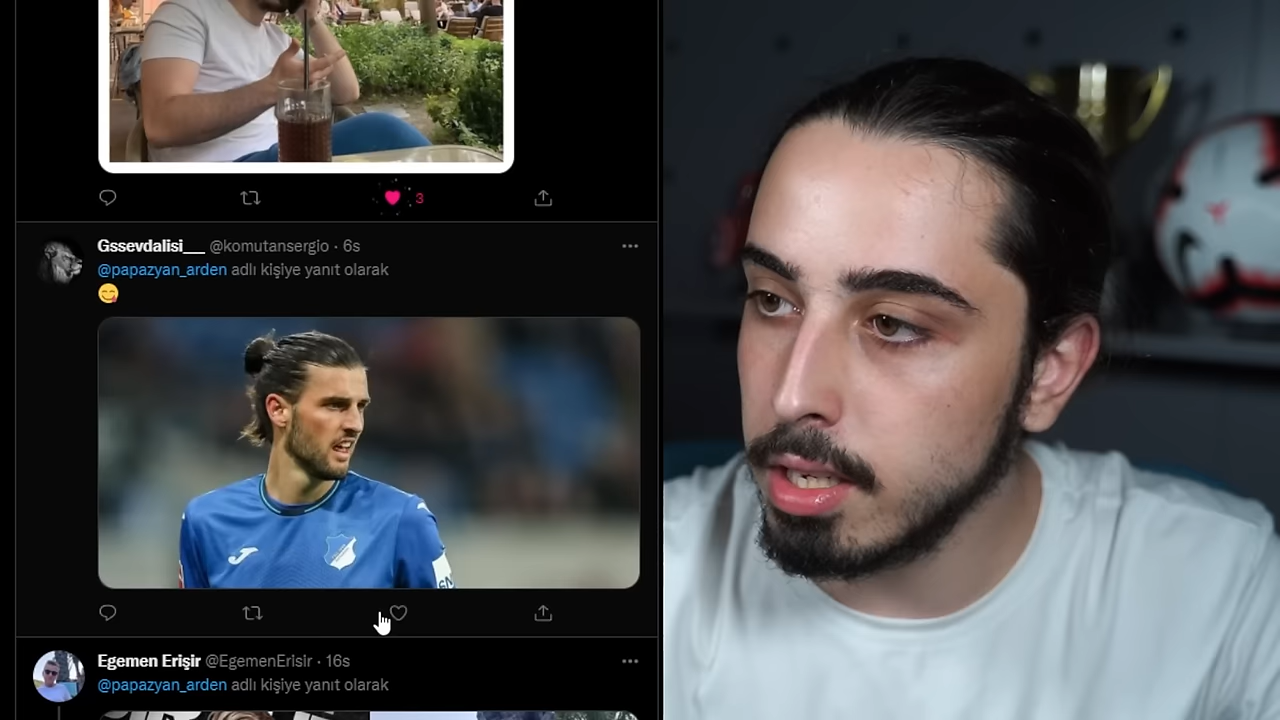 3
Gssevdalisi___ @komutansergio · 6s
@papazyan_arden adlı kişiye yanıt olarak
Egemen Erişir @EgemenErisir · 16s
@papazyan_arden adlı kişiye yanıt olarak